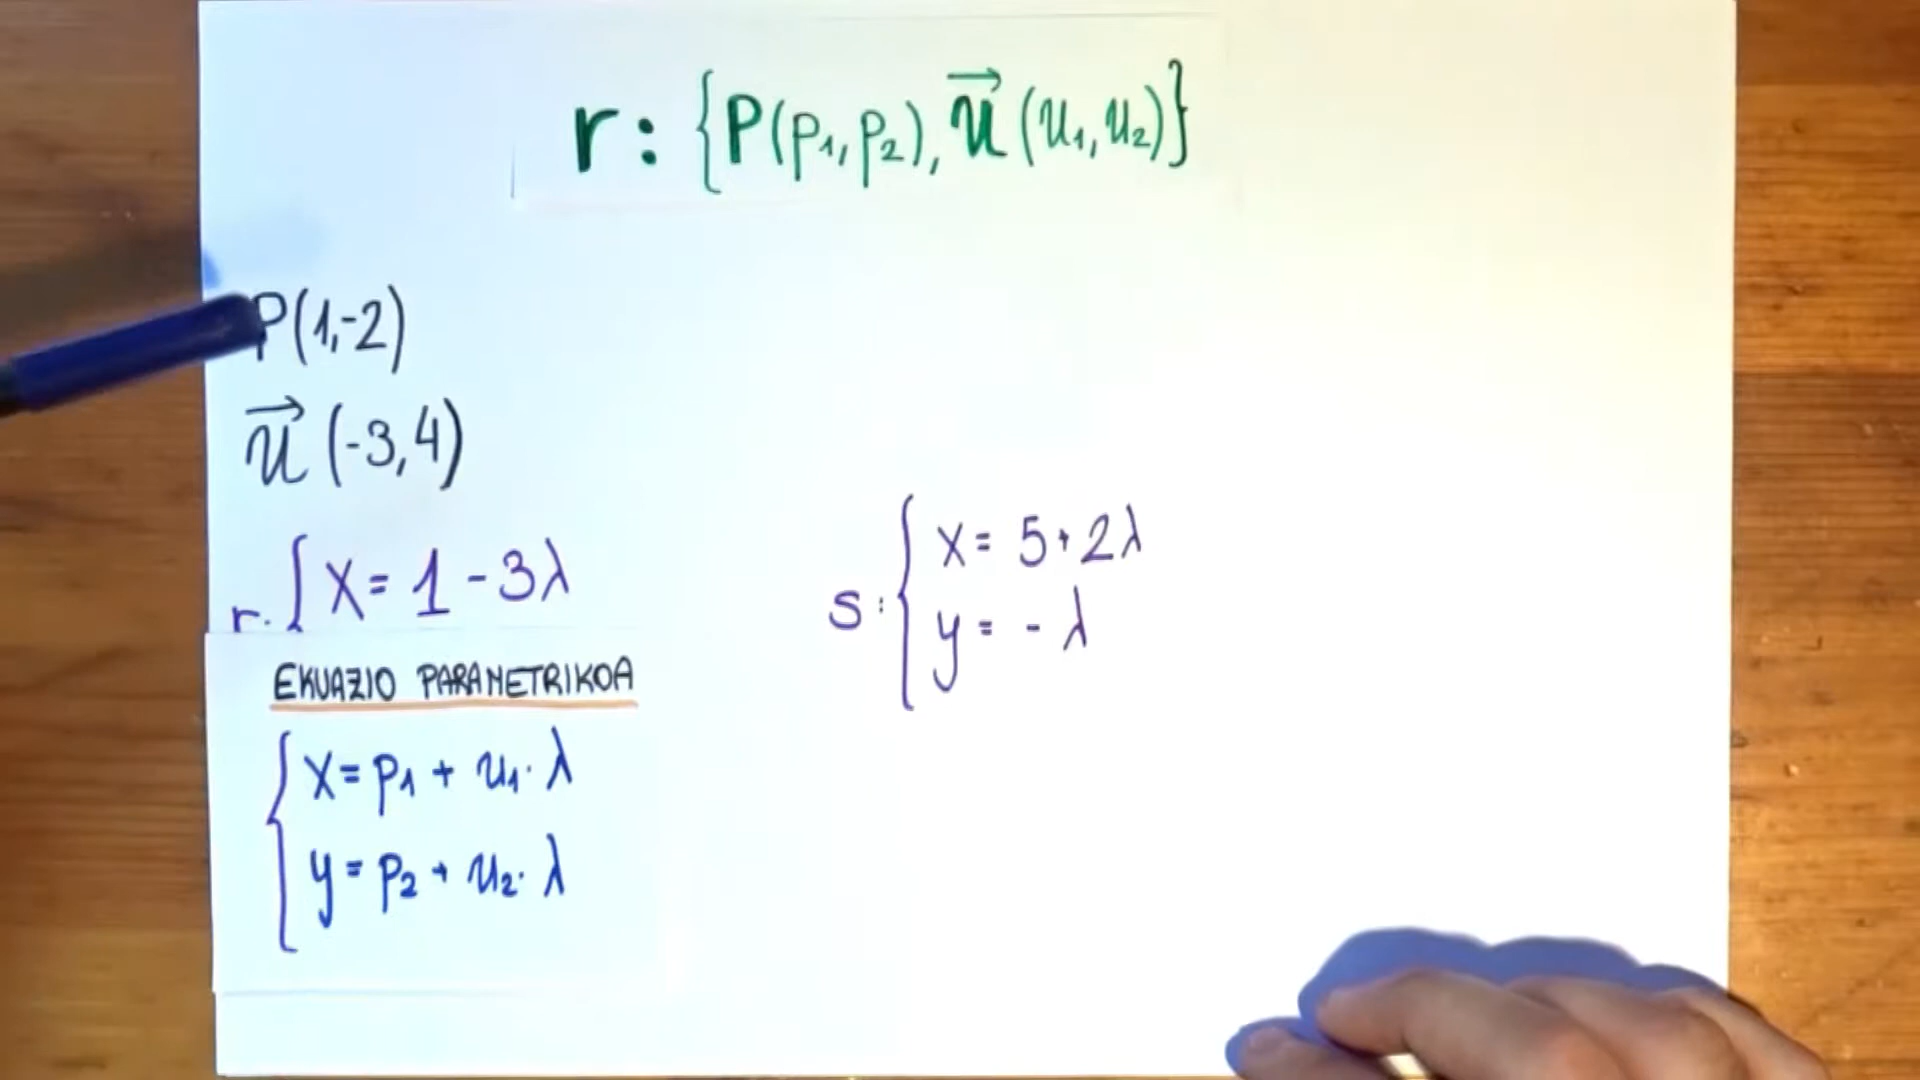 r: {P(p₁,p₂), u⃗ (u₁,u₂)}
P(1,-2)
u⃗ (-3,4)
r. { x= 1 - 3λ
EKUAZIO PARAMETRIKOA
{ x= p₁ + u₁· λ
y= p₂ + u₂· λ
s: { x= 5+2λ
y= - λ